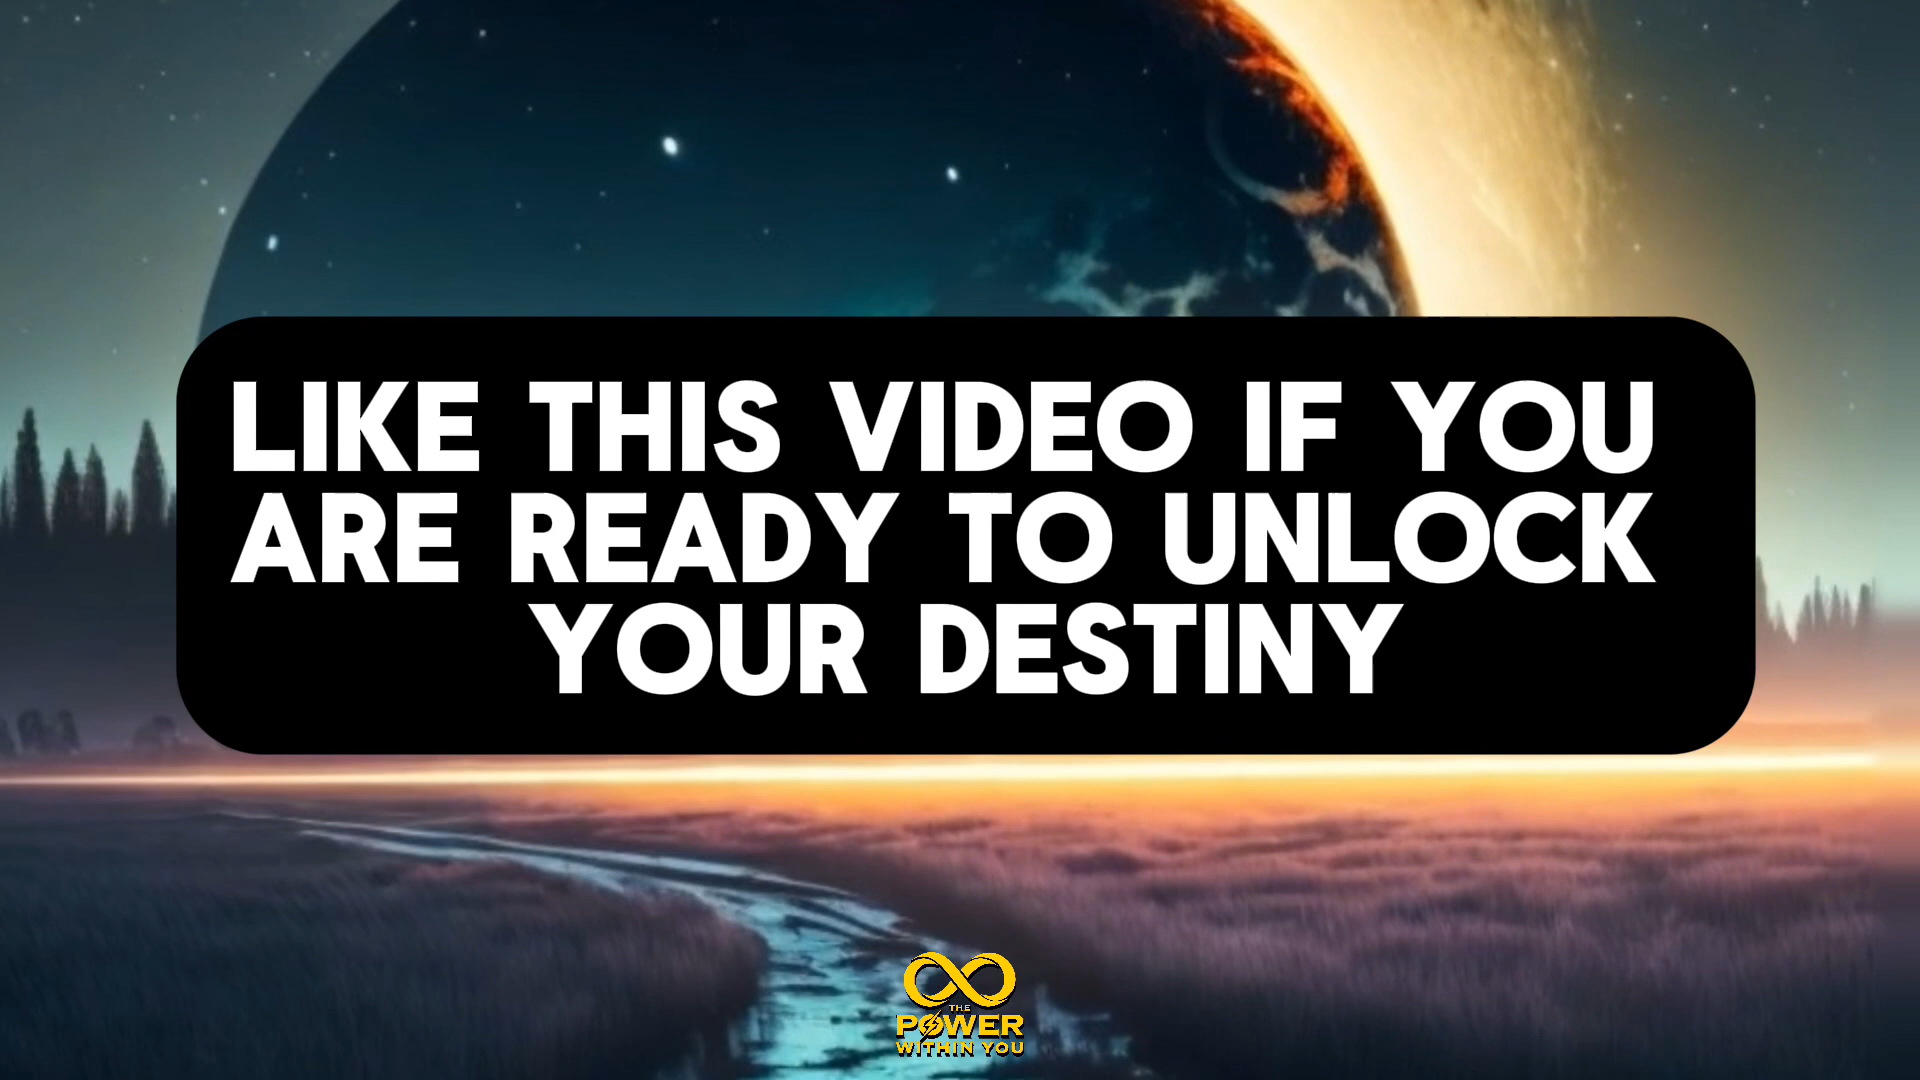 LIKE THIS VIDEO IF YOU
ARE READY TO UNLOCK
YOUR DESTINY
THE
POWER
WITHIN YOU